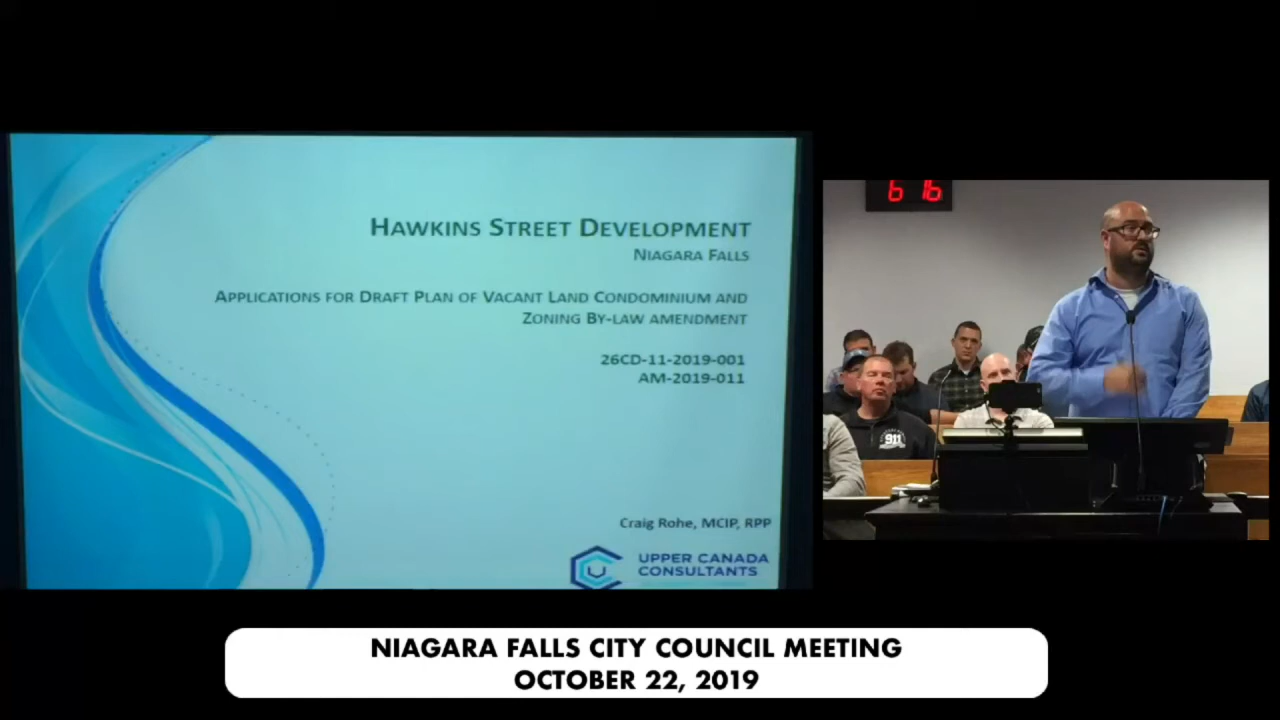 HAWKINS STREET DEVELOPMENT
NIAGARA FALLS
APPLICATIONS FOR DRAFT PLAN OF VACANT LAND CONDOMINIUM AND
ZONING BY-LAW AMENDMENT
26CD-11-2019-001
AM-2019-011
Craig Rohe, MCIP, RPP
UPPER CANADA
CONSULTANTS
6 16
911
NIAGARA FALLS CITY COUNCIL MEETING
OCTOBER 22, 2019